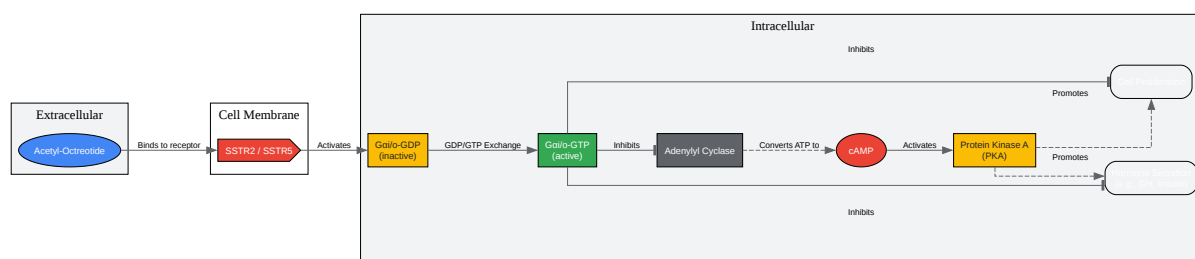 Intracellular
Inhibits
Extracellular
Cell Membrane
Promotes
Acetyl-Octreotide
Binds to receptor
SSTR2 / SSTR5
Activates
Gαi/o-GDP
(inactive)
GDP/GTP Exchange
Gαi/o-GTP
(active)
Inhibits
Adenylyl Cyclase
Converts ATP to
cAMP
Activates
Protein Kinase A
(PKA)
Promotes
Inhibits